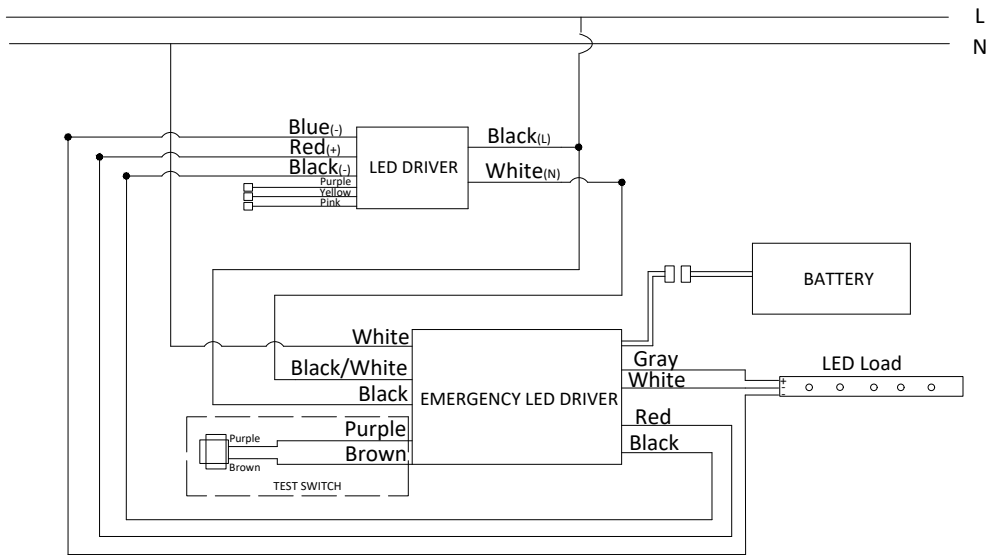 L
N
Blue(-)
Red(+)
Black(-)
Purple
Yellow
Pink
LED DRIVER
Black(L)
White(N)
BATTERY
White
Black/White
Black
Purple
Brown
EMERGENCY LED DRIVER
Gray
White
Red
Black
LED Load
+
-
-
Purple
Brown
TEST SWITCH